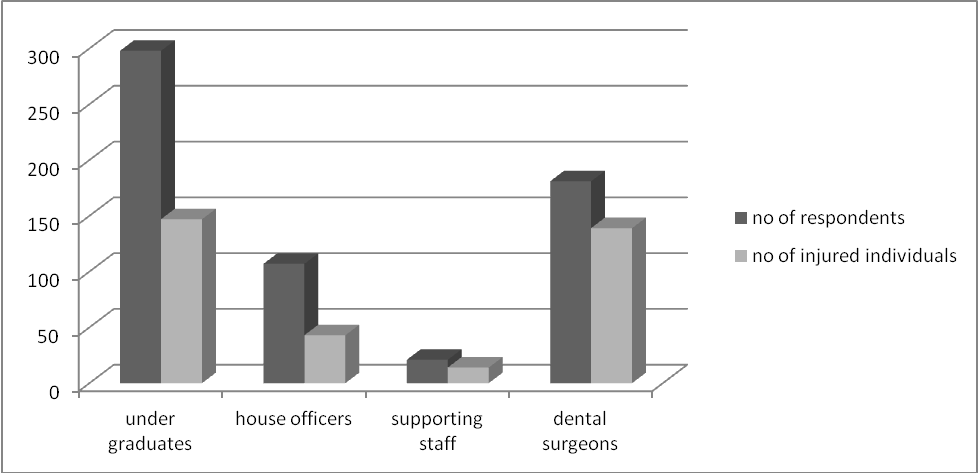 300
250
200
150
100
50
0
under
graduates
house officers
supporting
staff
dental
surgeons
no of respondents
no of injured individuals